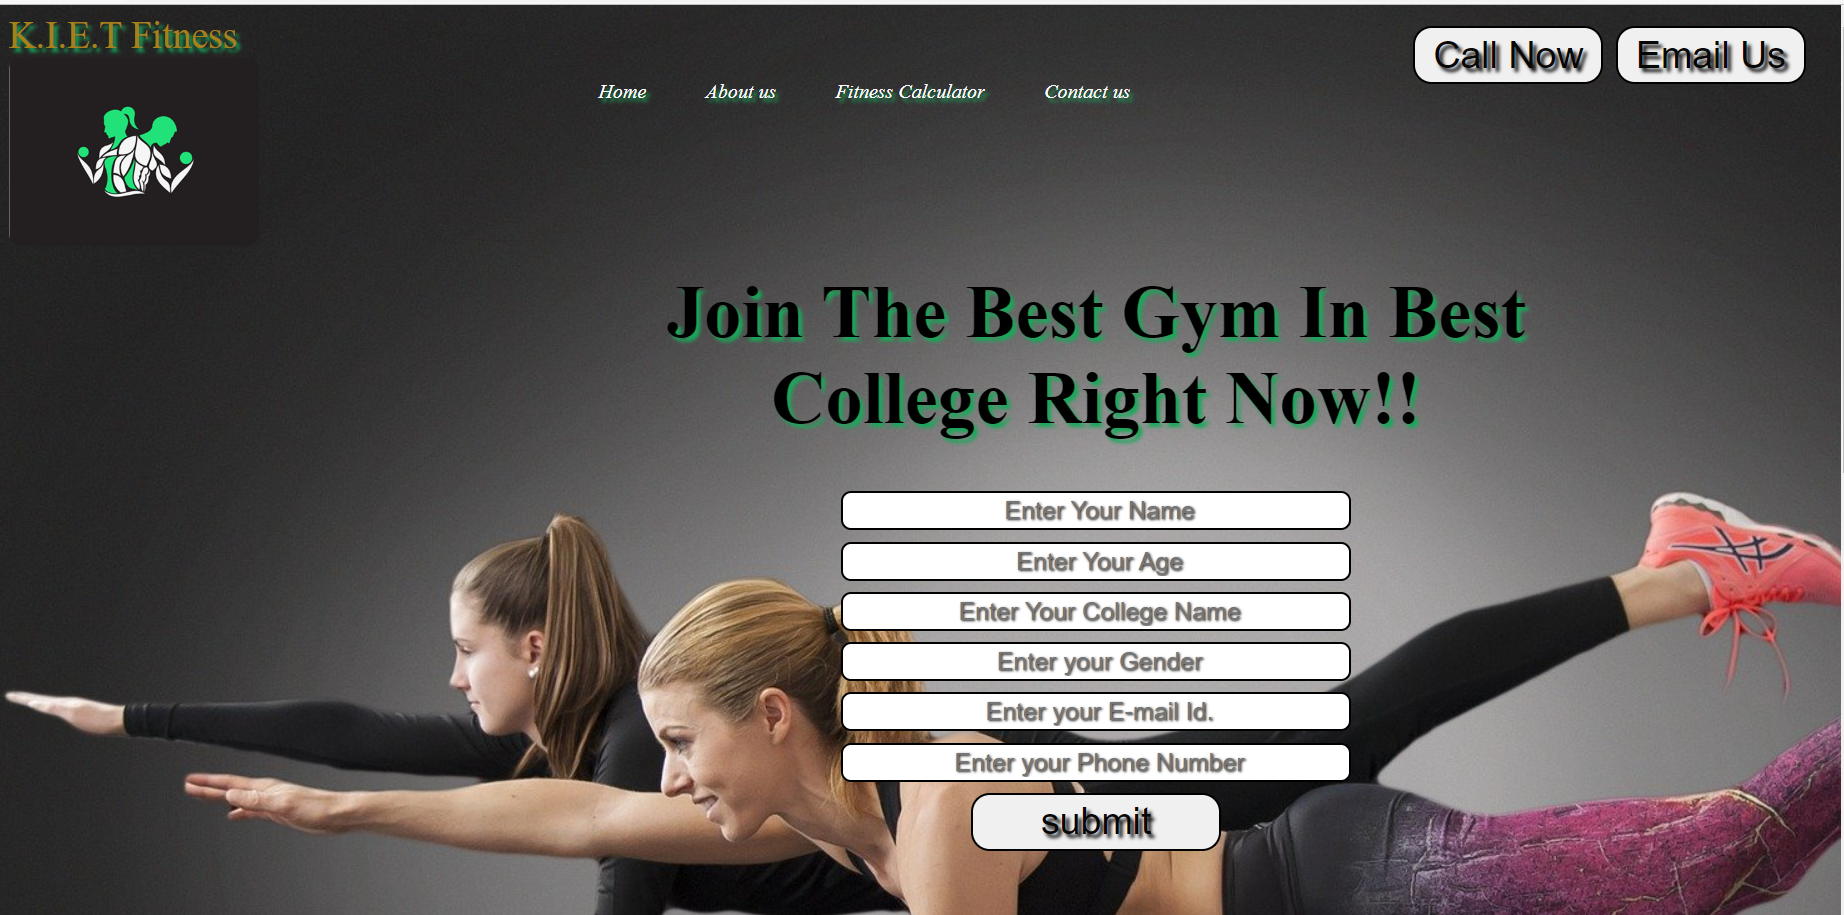 K.I.E.T Fitness
Call Now
Email Us
Home
About us
Fitness Calculator
Contact us
Join The Best Gym In Best
College Right Now!!
Enter Your Name
Enter Your Age
Enter Your College Name
Enter your Gender
Enter your E-mail Id.
Enter your Phone Number
submit